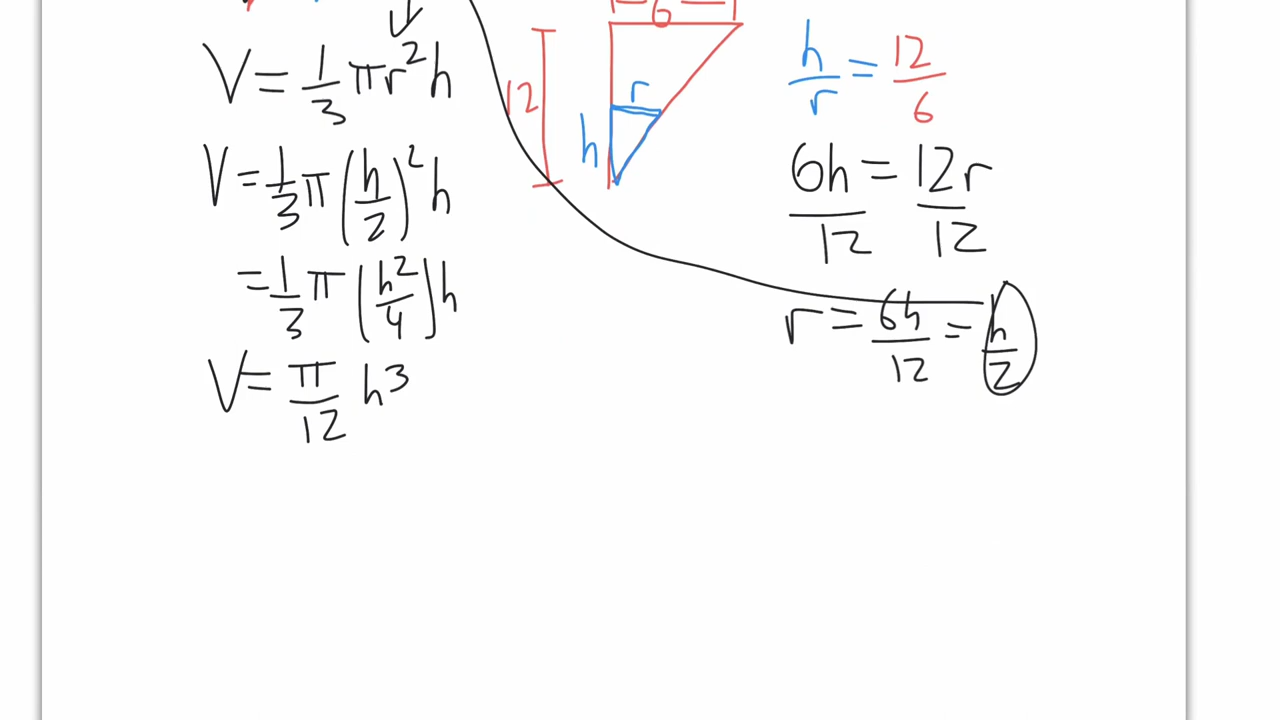 V = 1/3 πr²h
V = 1/3 π (h/2)² h
= 1/3 π (h²/4) h
V = π/12 h³
6
12
r
h
h/r = 12/6
6h/12 = 12r/12
r = 6h/12 = h/2